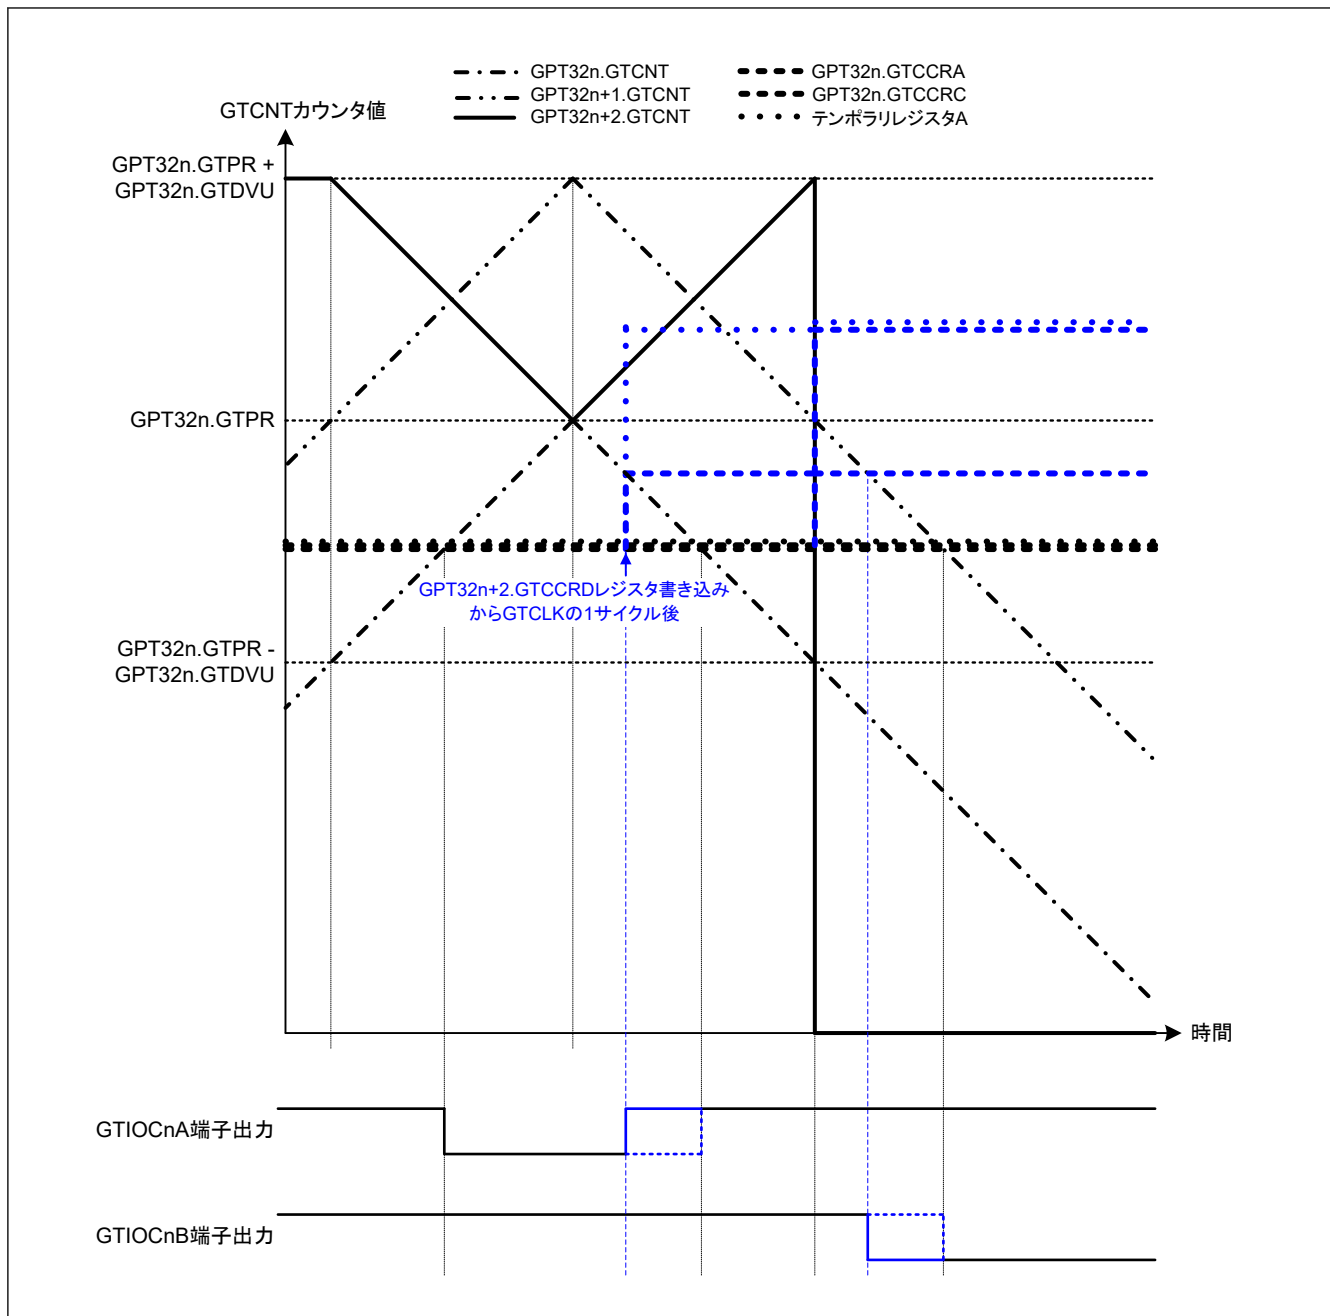 GPT32n.GTCNT
GPT32n+1.GTCNT
GPT32n+2.GTCNT
GPT32n.GTCCRA
GPT32n.GTCCRC
テンポラリレジスタA
GTCNTカウンタ値
GPT32n.GTPR +
GPT32n.GTDVU
GPT32n.GTPR
GPT32n+2.GTCCRDレジスタ書き込み
からGTCLKの1サイクル後
GPT32n.GTPR -
GPT32n.GTDVU
時間
GTIOCnA端子出力
GTIOCnB端子出力